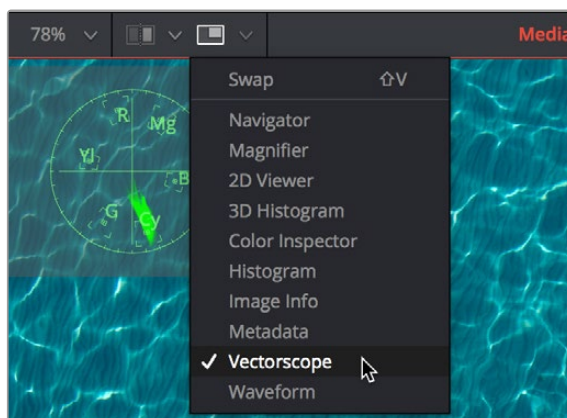 78%
Media
Swap ⇧V
Navigator
Magnifier
2D Viewer
3D Histogram
Color Inspector
Histogram
Image Info
Metadata
✓ Vectorscope
Waveform
R
Mg
Yl
B
G
Cy